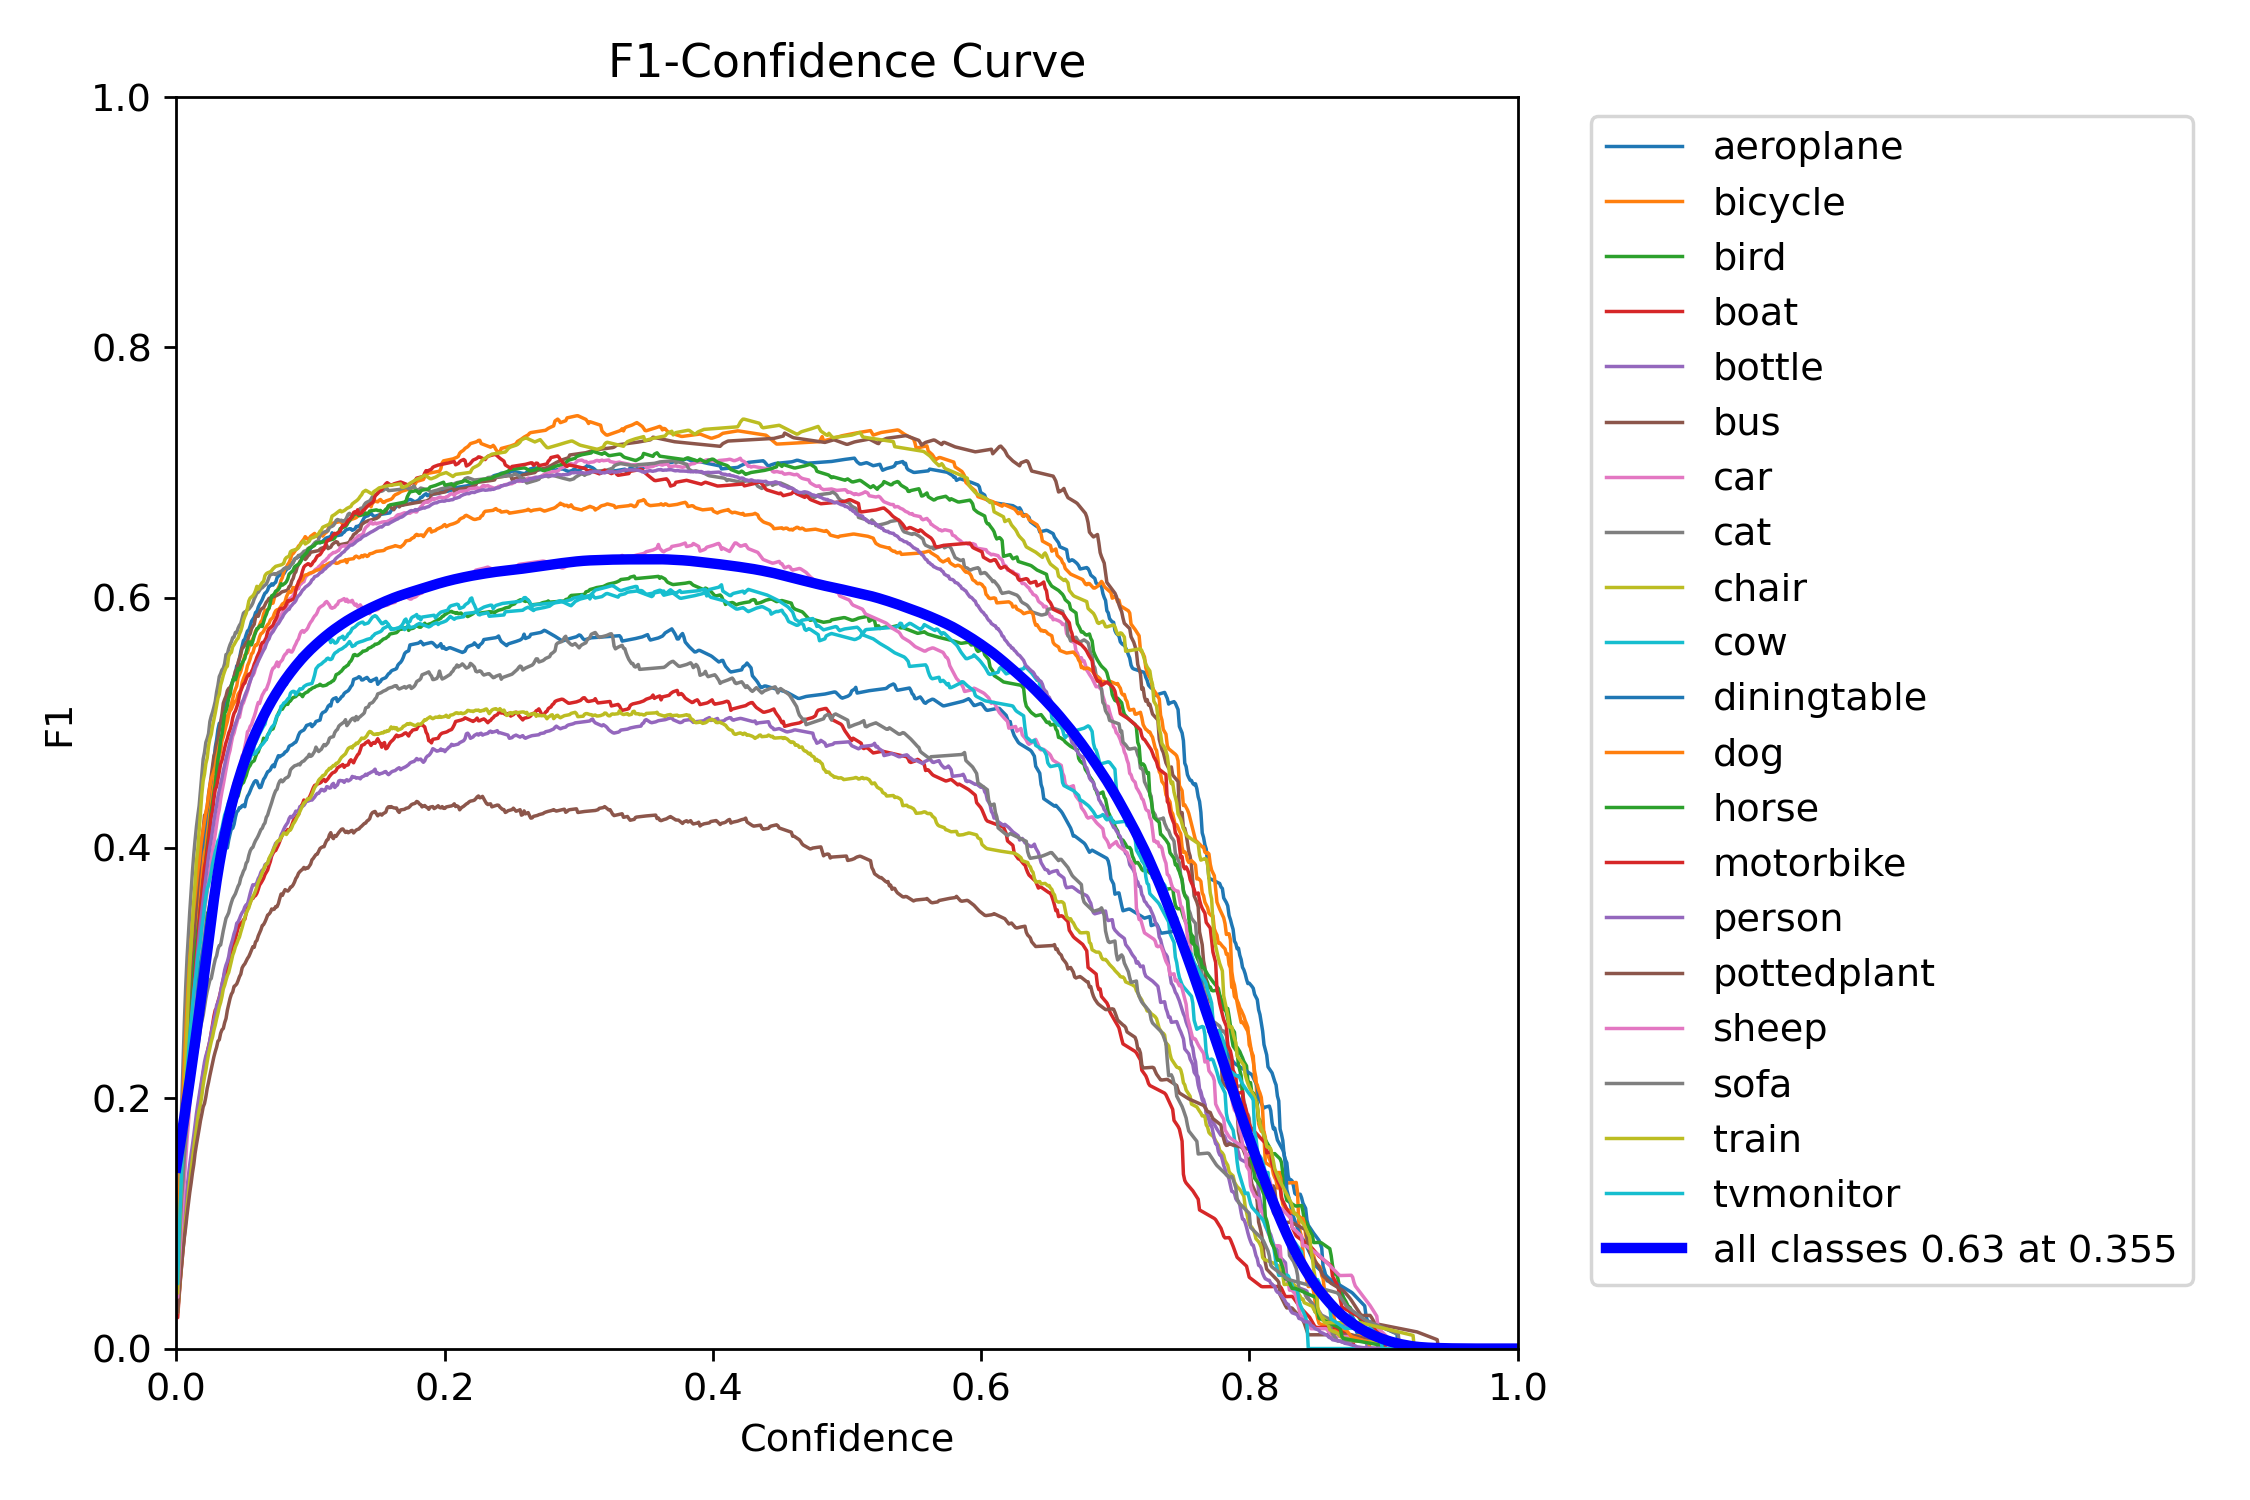 F1-Confidence Curve
1.0
0.8
0.6
0.4
0.2
0.0
F1
0.0 0.2 0.4 0.6 0.8 1.0
Confidence
aeroplane
bicycle
bird
boat
bottle
bus
car
cat
chair
cow
diningtable
dog
horse
motorbike
person
pottedplant
sheep
sofa
train
tvmonitor
all classes 0.63 at 0.355